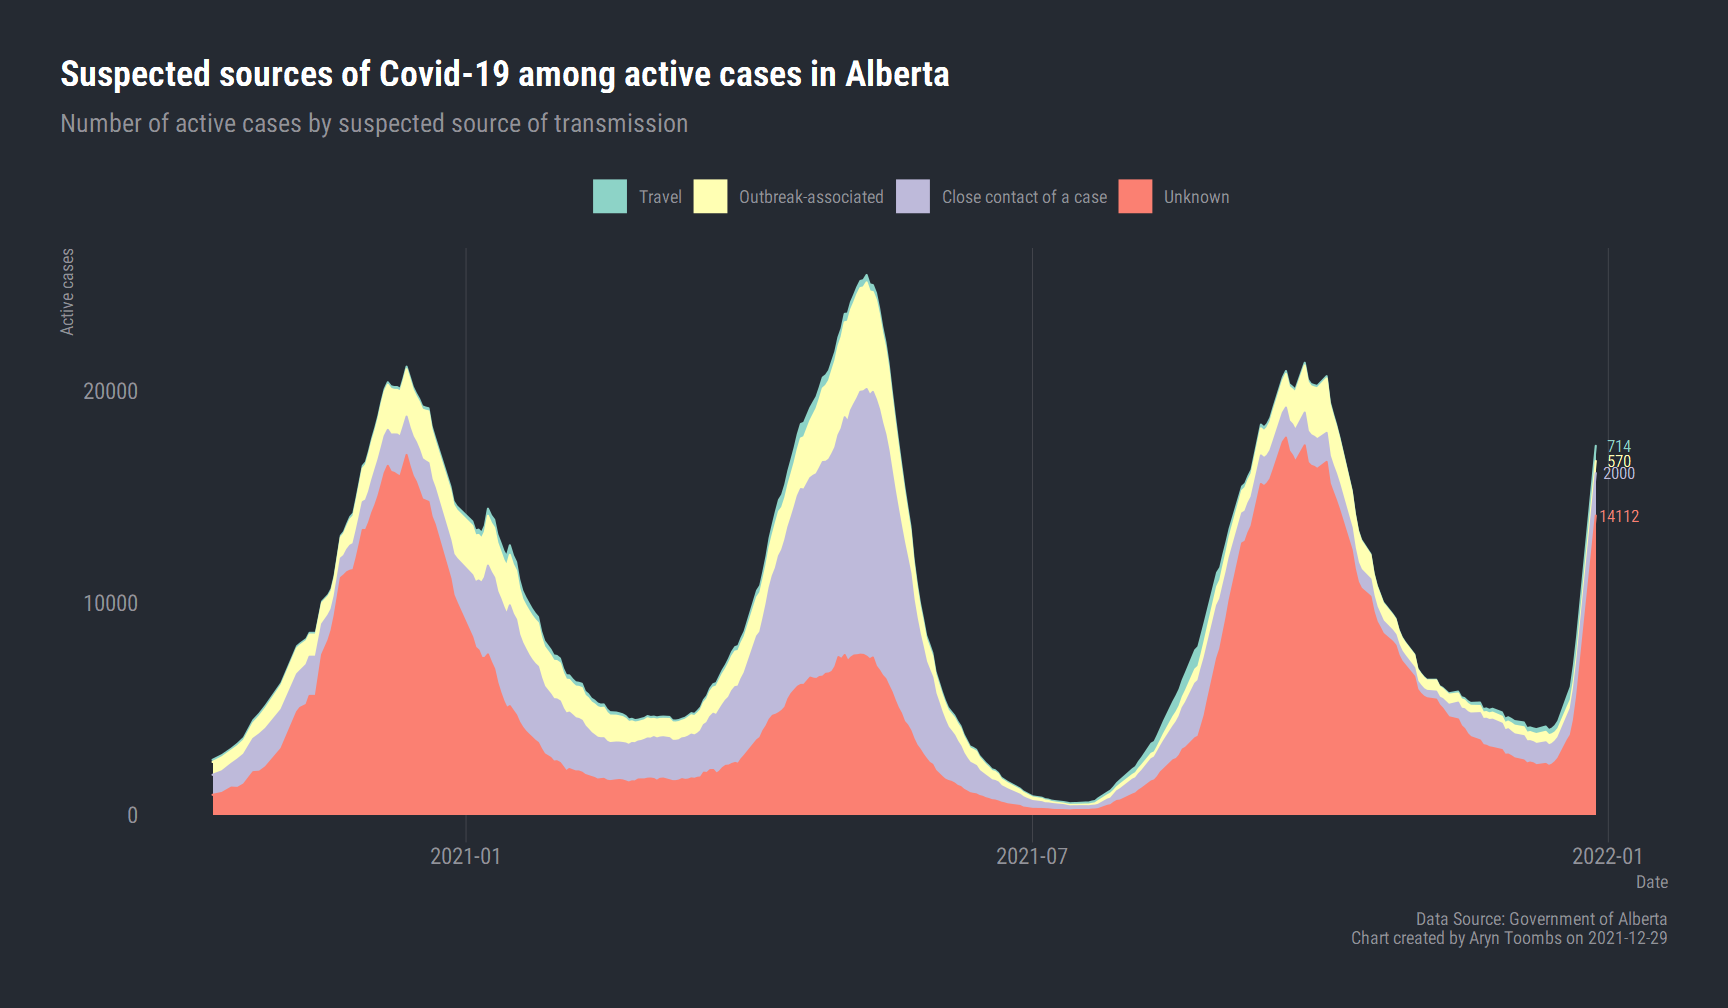 Suspected sources of Covid-19 among active cases in Alberta
Number of active cases by suspected source of transmission
Travel
Outbreak-associated
Close contact of a case
Unknown
Active cases
20000
10000
0
714
570
2000
14112
2021-01
2021-07
2022-01
Date
Data Source: Government of Alberta
Chart created by Aryn Toombs on 2021-12-29